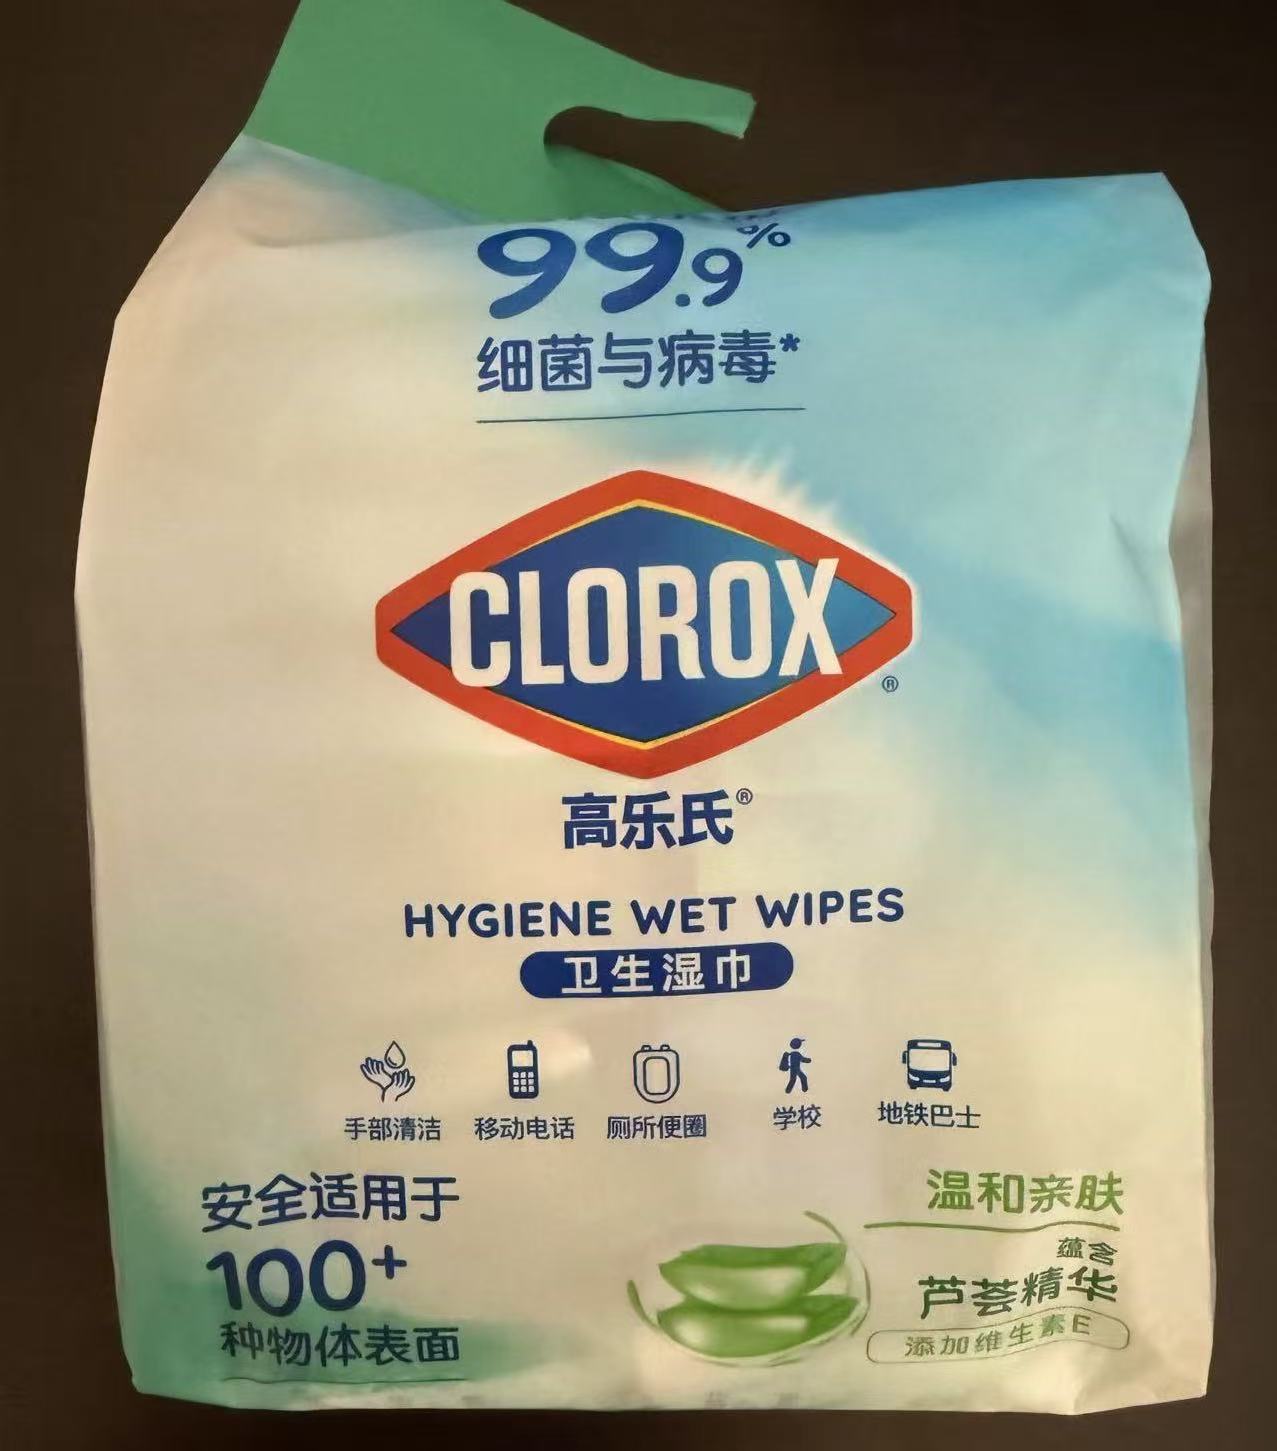 99.9%
细菌与病毒*
CLOROX®
高乐氏®
HYGIENE WET WIPES
卫生湿巾
手部清洁 移动电话 厕所便圈 学校 地铁巴士
安全适用于
100+
种物体表面
温和亲肤
蕴含
芦荟精华
添加维生素E